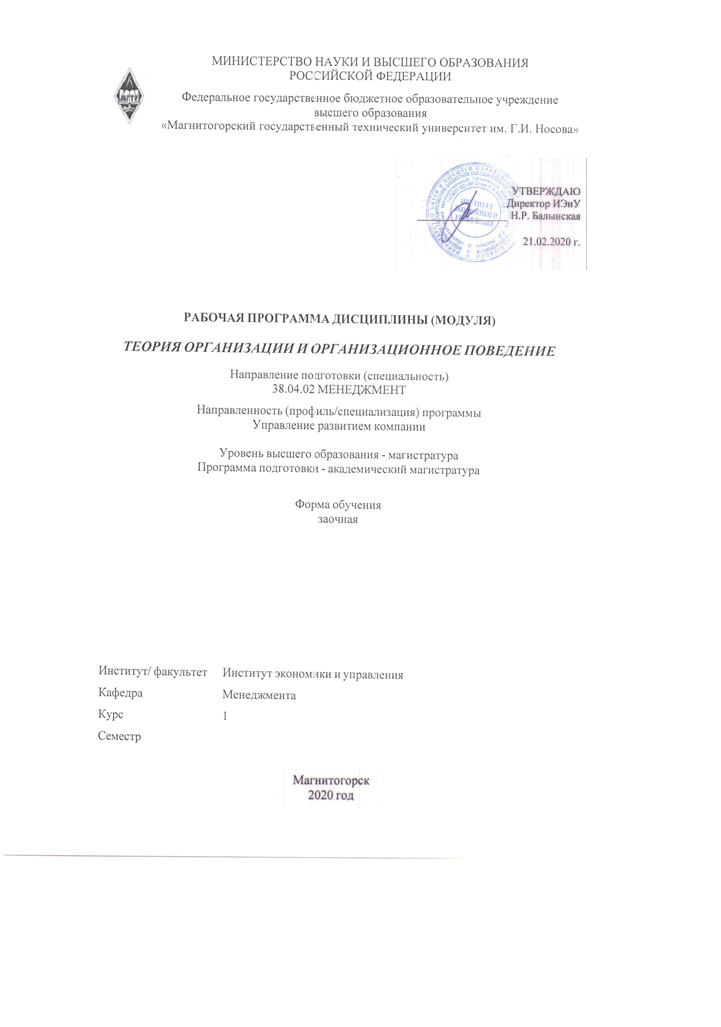 МИНИСТЕРСТВО НАУКИ И ВЫСШЕГО ОБРАЗОВАНИЯ
РОССИЙСКОЙ ФЕДЕРАЦИИ
Федеральное государственное бюджетное образовательное учреждение
высшего образования
«Магнитогорский государственный технический университет им. Г.И. Носова»
УТВЕРЖДАЮ
Директор ИЭиУ
Н.Р. Балынская
21.02.2020 г.
ИНСТИТУТ
ЭКОНОМИКИ И
УПРАВЛЕНИЯ
РАБОЧАЯ ПРОГРАММА ДИСЦИПЛИНЫ (МОДУЛЯ)
ТЕОРИЯ ОРГАНИЗАЦИИ И ОРГАНИЗАЦИОННОЕ ПОВЕДЕНИЕ
Направление подготовки (специальность)
38.04.02 МЕНЕДЖМЕНТ
Направленность (профиль/специализация) программы
Управление развитием компании
Уровень высшего образования - магистратура
Программа подготовки - академический магистратура
Форма обучения
заочная
Институт/ факультет Институт экономики и управления
Кафедра Менеджмента
Курс 1
Семестр
Магнитогорск
2020 год